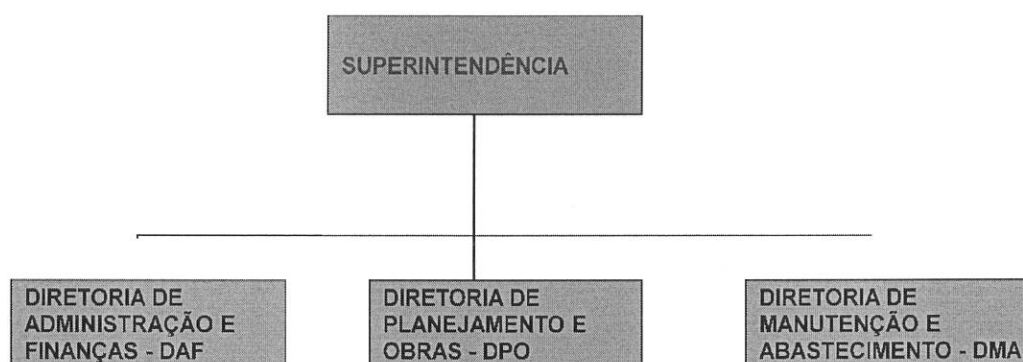 SUPERINTENDÊNCIA
DIRETORIA DE
ADMINISTRAÇÃO E
FINANÇAS - DAF
DIRETORIA DE
PLANEJAMENTO E
OBRAS - DPO
DIRETORIA DE
MANUTENÇÃO E
ABASTECIMENTO - DMA